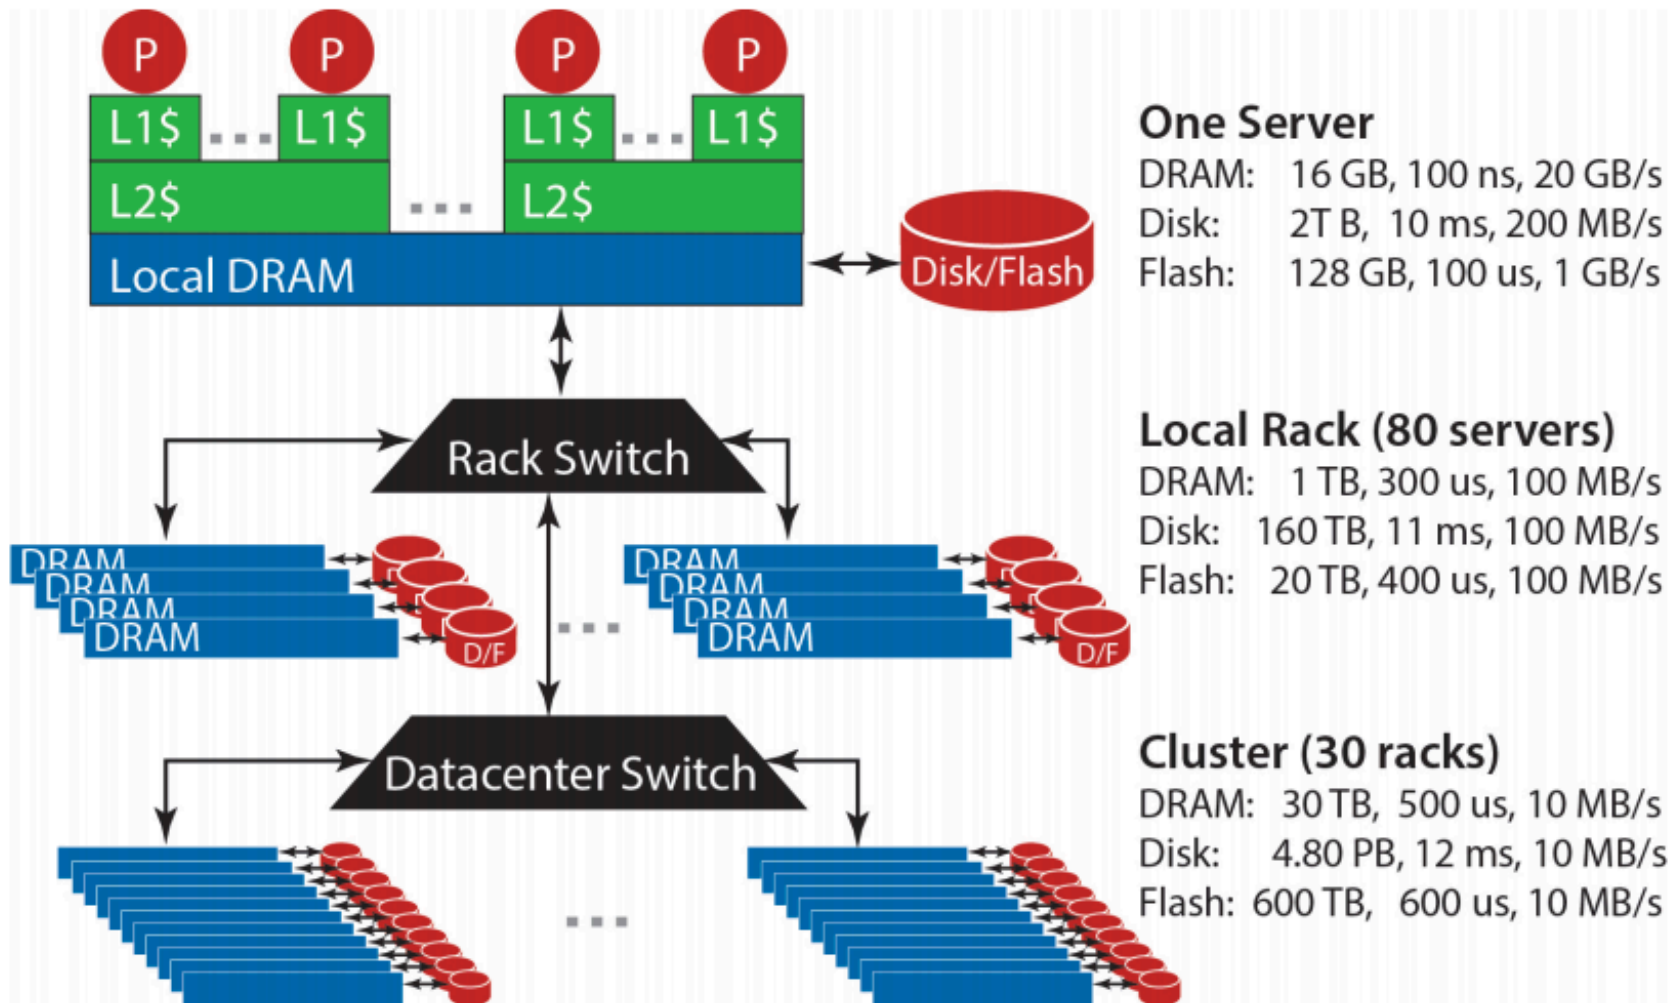 P P P P
L1$ L1$ L1$ L1$
L2$ L2$
Local DRAM
Disk/Flash
One Server
DRAM: 16 GB, 100 ns, 20 GB/s
Disk: 2T B, 10 ms, 200 MB/s
Flash: 128 GB, 100 us, 1 GB/s
Rack Switch
Local Rack (80 servers)
DRAM: 1 TB, 300 us, 100 MB/s
Disk: 160 TB, 11 ms, 100 MB/s
Flash: 20 TB, 400 us, 100 MB/s
DRAM DRAM
DRAM DRAM
DRAM DRAM
DRAM D/F DRAM D/F
Datacenter Switch
Cluster (30 racks)
DRAM: 30 TB, 500 us, 10 MB/s
Disk: 4.80 PB, 12 ms, 10 MB/s
Flash: 600 TB, 600 us, 10 MB/s